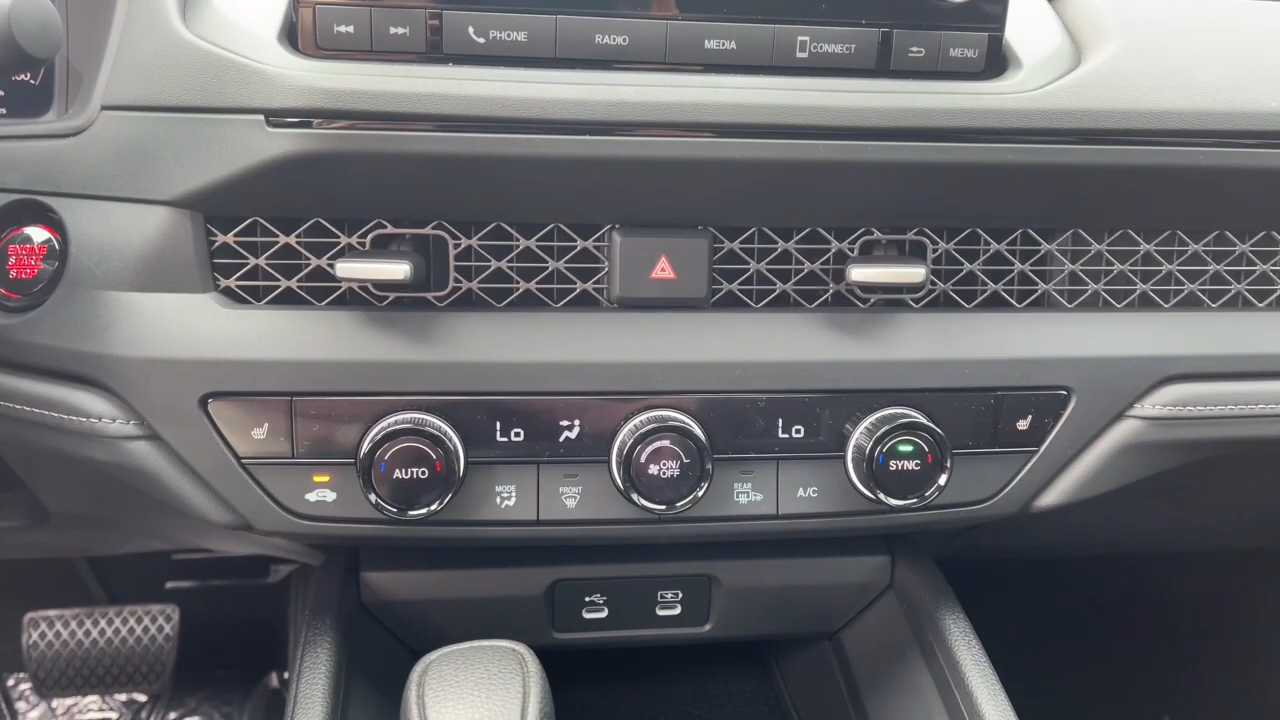 PHONE
RADIO
MEDIA
CONNECT
MENU
ENGINE
START
STOP
Lo
Lo
AUTO
ON/
OFF
SYNC
MODE
FRONT
REAR
A/C